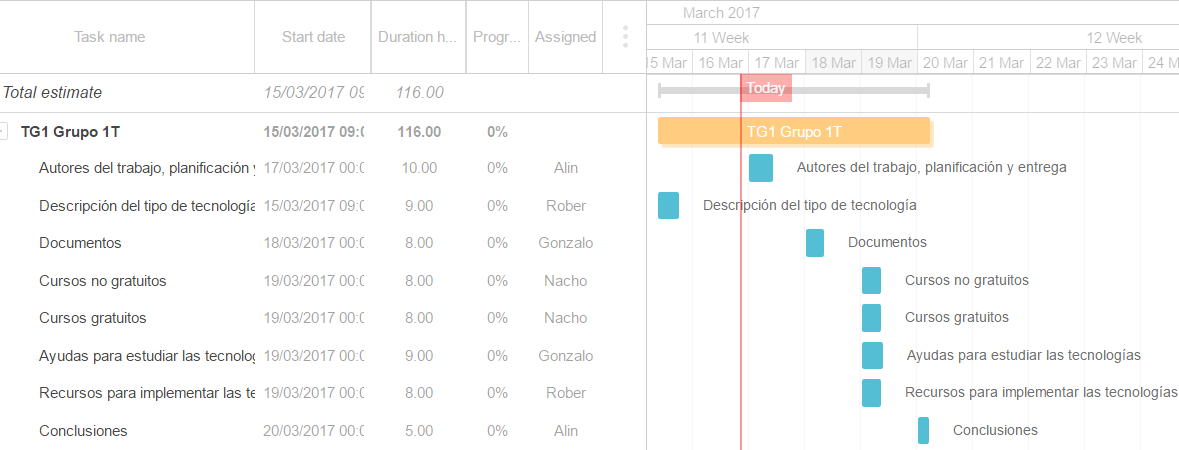 March 2017
11 Week 12 Week
Task name Start date Duration h... Progr... Assigned
15 Mar 16 Mar 17 Mar 18 Mar 19 Mar 20 Mar 21 Mar 22 Mar 23 Mar 24 M
Total estimate 15/03/2017 09 116.00 Today
TG1 Grupo 1T 15/03/2017 09:0 116.00 0% TG1 Grupo 1T
Autores del trabajo, planificación y 17/03/2017 00:0 10.00 0% Alin Autores del trabajo, planificación y entrega
Descripción del tipo de tecnología 15/03/2017 09:0 9.00 0% Rober Descripción del tipo de tecnología
Documentos 18/03/2017 00:0 8.00 0% Gonzalo Documentos
Cursos no gratuitos 19/03/2017 00:0 8.00 0% Nacho Cursos no gratuitos
Cursos gratuitos 19/03/2017 00:0 8.00 0% Nacho Cursos gratuitos
Ayudas para estudiar las tecnolog 19/03/2017 00:0 9.00 0% Gonzalo Ayudas para estudiar las tecnologías
Recursos para implementar las te 19/03/2017 00:0 8.00 0% Rober Recursos para implementar las tecnologías
Conclusiones 20/03/2017 00:0 5.00 0% Alin Conclusiones